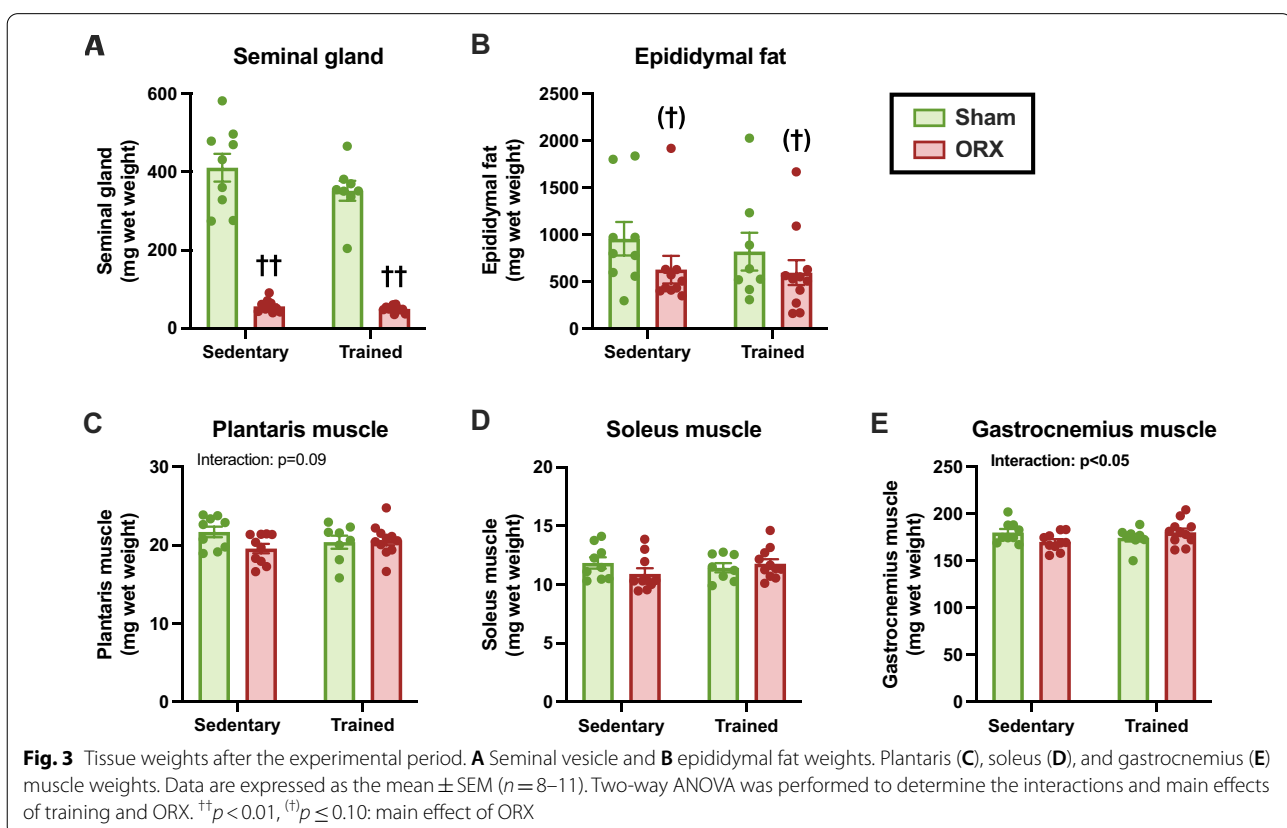 A
Seminal gland
Seminal gland
(mg wet weight)
600
400
200
0
††
††
Sedentary
Trained
B
Epididymal fat
Epididymal fat
(mg wet weight)
2500
2000
1500
1000
500
0
(†)
(†)
Sedentary
Trained
Sham
ORX
C
Plantaris muscle
Interaction: p=0.09
Plantaris muscle
(mg wet weight)
30
20
10
0
Sedentary
Trained
D
Soleus muscle
Soleus muscle
(mg wet weight)
20
15
10
5
0
Sedentary
Trained
E
Gastrocnemius muscle
Interaction: p<0.05
Gastrocnemius muscle
(mg wet weight)
250
200
150
100
50
0
Sedentary
Trained
Fig. 3 Tissue weights after the experimental period. A Seminal vesicle and B epididymal fat weights. Plantaris (C), soleus (D), and gastrocnemius (E)
muscle weights. Data are expressed as the mean ± SEM (n = 8–11). Two-way ANOVA was performed to determine the interactions and main effects
of training and ORX. ††p < 0.01, (†)p ≤ 0.10: main effect of ORX